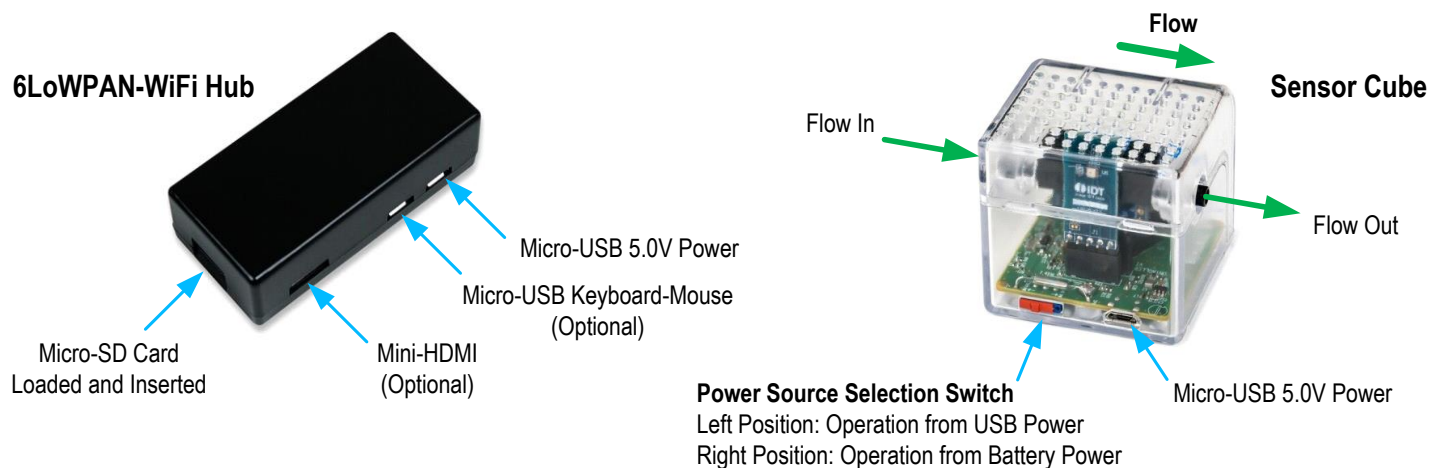 6LoWPAN-WiFi Hub
Micro-USB 5.0V Power
Micro-USB Keyboard-Mouse
(Optional)
Mini-HDMI
(Optional)
Micro-SD Card
Loaded and Inserted
Flow
Sensor Cube
Flow In
IDT
Flow Out
Power Source Selection Switch
Left Position: Operation from USB Power
Right Position: Operation from Battery Power
Micro-USB 5.0V Power